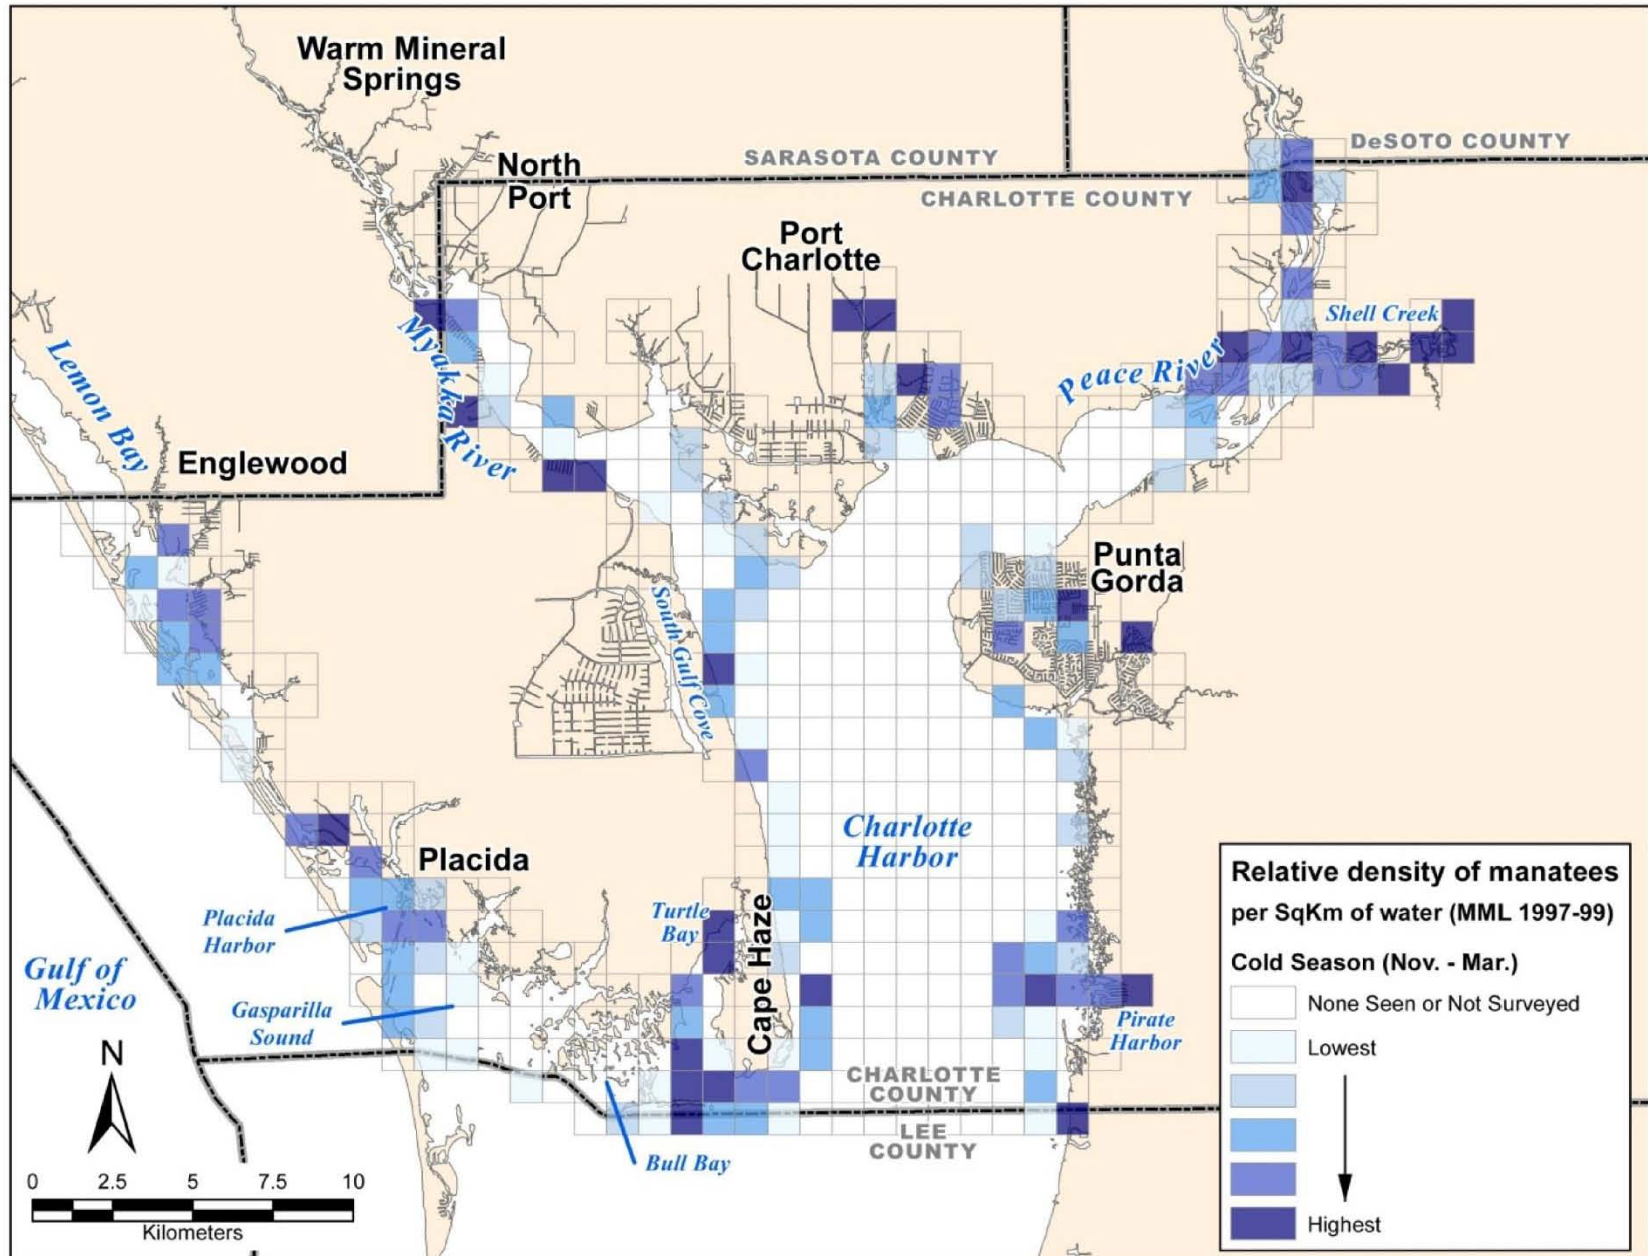 Warm Mineral
Springs
North
Port
SARASOTA COUNTY
DeSOTO COUNTY
CHARLOTTE COUNTY
Port
Charlotte
Shell Creek
Myakka River
Peace River
Lemon Bay
Englewood
Punta
Gorda
South Gulf Cove
Charlotte
Harbor
Placida
Placida
Harbor
Turtle
Bay
Cape Haze
Gulf of
Mexico
Gasparilla
Sound
Pirate
Harbor
N
CHARLOTTE
COUNTY
LEE
COUNTY
Bull Bay
0 2.5 5 7.5 10
Kilometers
Relative density of manatees
per SqKm of water (MML 1997-99)
Cold Season (Nov. - Mar.)
None Seen or Not Surveyed
Lowest
Highest